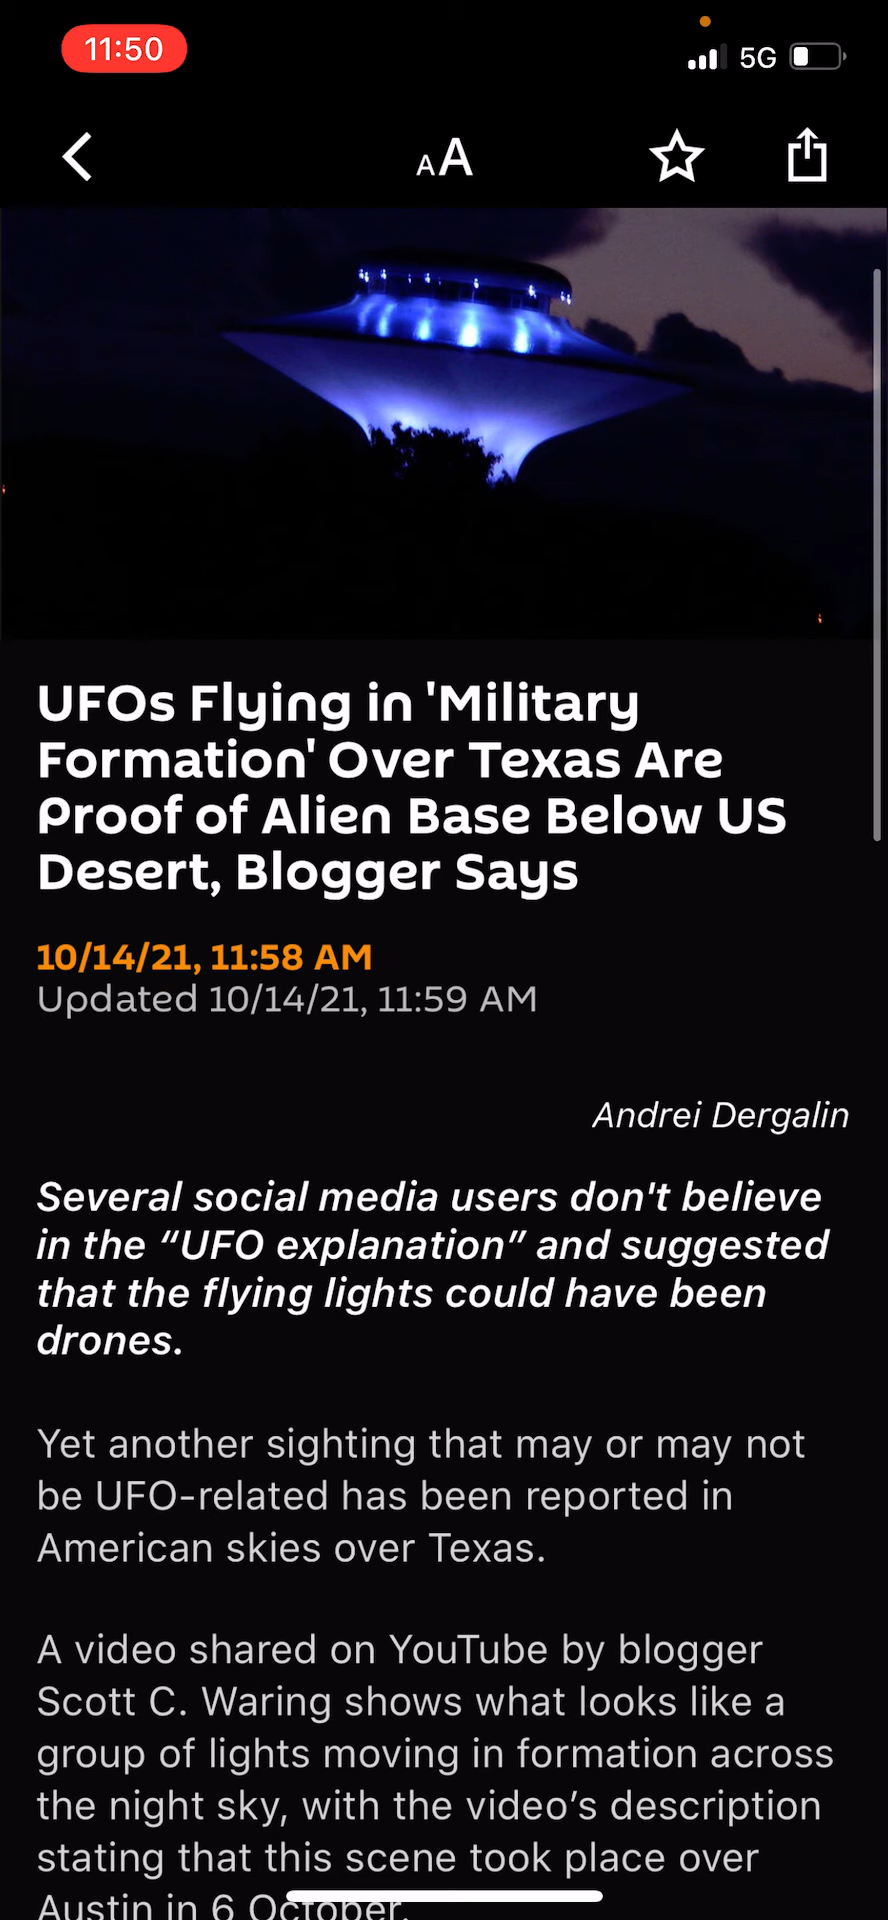 11:50
5G
AA
UFOs Flying in 'Military
Formation' Over Texas Are
Proof of Alien Base Below US
Desert, Blogger Says
10/14/21, 11:58 AM
Updated 10/14/21, 11:59 AM
Andrei Dergalin
Several social media users don't believe
in the “UFO explanation” and suggested
that the flying lights could have been
drones.
Yet another sighting that may or may not
be UFO-related has been reported in
American skies over Texas.
A video shared on YouTube by blogger
Scott C. Waring shows what looks like a
group of lights moving in formation across
the night sky, with the video’s description
stating that this scene took place over
Austin in 6 October.